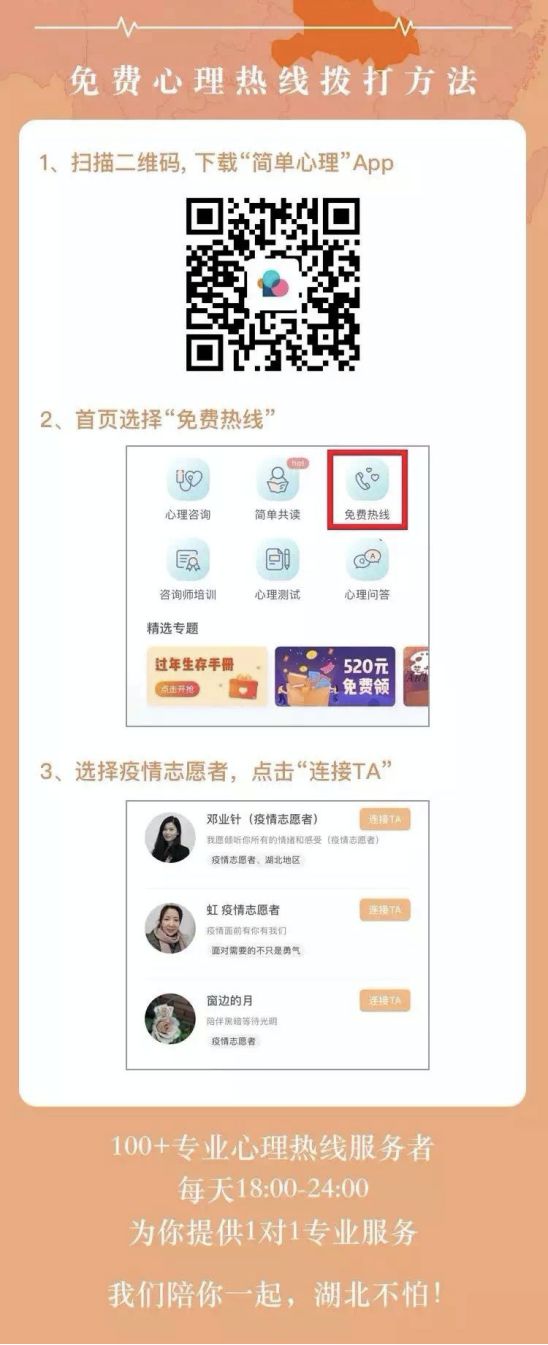 免费心理热线拨打方法
1、扫描二维码, 下载“简单心理”App
2、首页选择“免费热线”
hot
心理咨询
简单共读
免费热线
A
咨询师培训
心理测试
心理问答
精选专题
过年生存手册
点击开抢
520元
免费领
3、选择疫情志愿者，点击“连接TA”
邓业针（疫情志愿者）
连接TA
我愿倾听你所有的情绪和感受（疫情志愿者）
疫情志愿者、湖北地区
虹 疫情志愿者
连接TA
疫情面前有你有我们
面对需要的不只是勇气
窗边的月
连接TA
陪伴黑暗等待光明
疫情志愿者
100+专业心理热线服务者
每天18:00-24:00
为你提供1对1专业服务
我们陪你一起，湖北不怕！